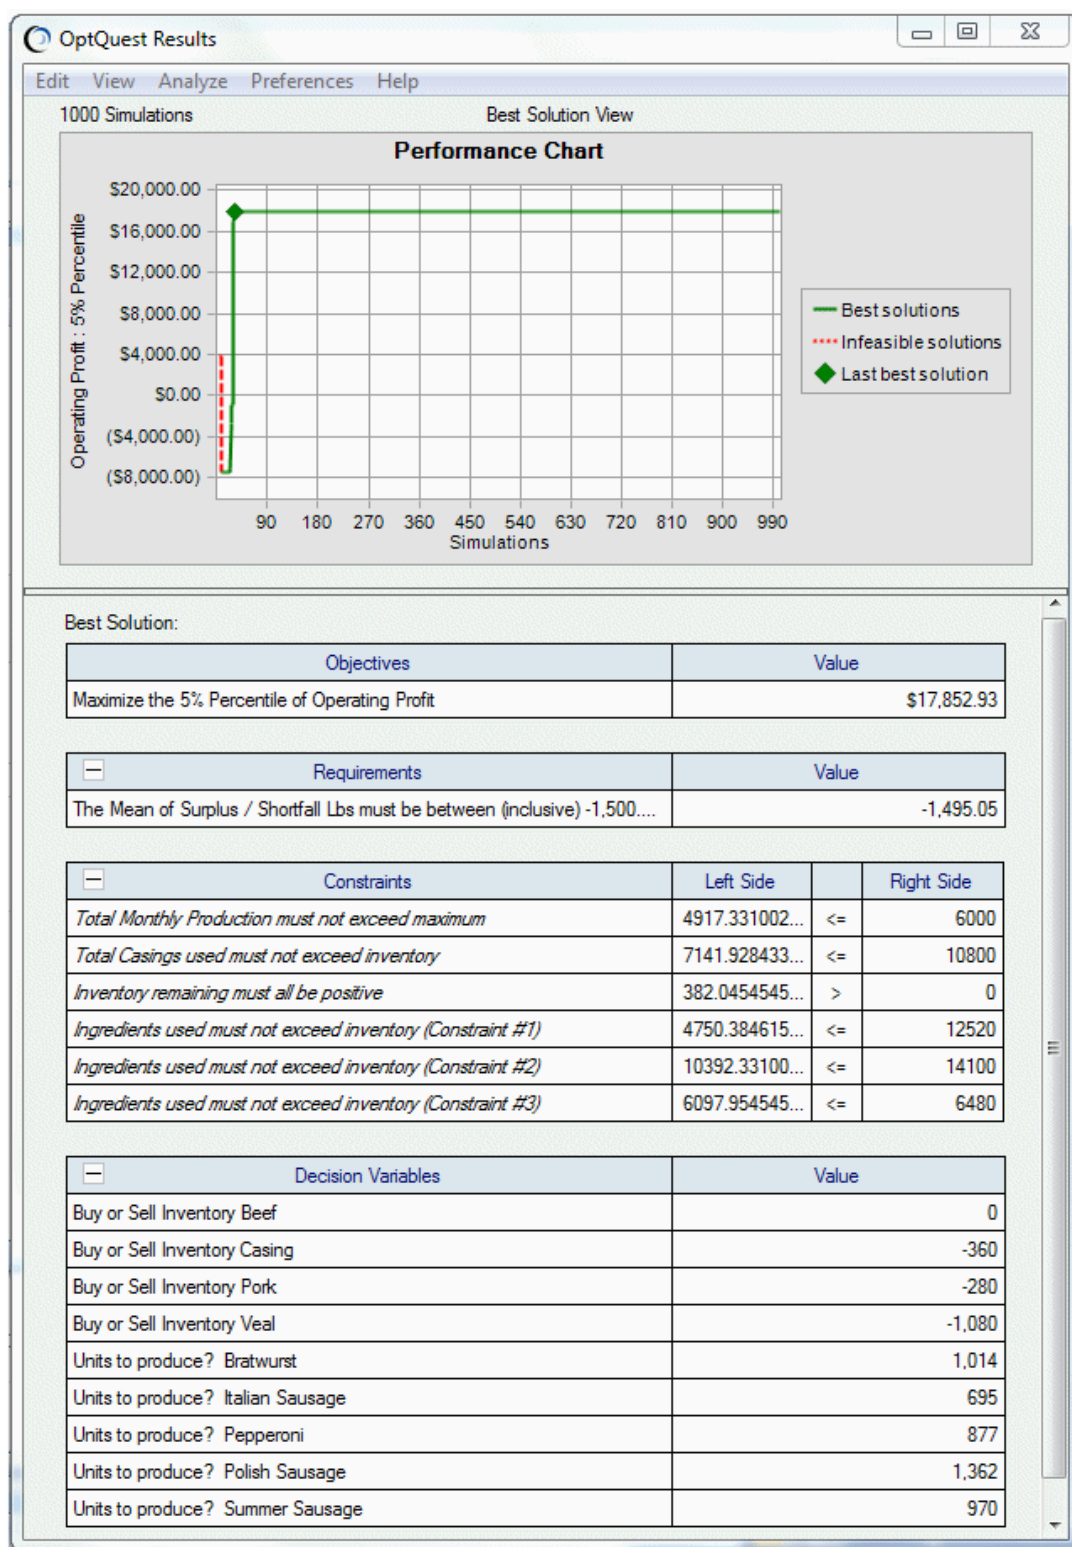 OptQuest Results
Edit View Analyze Preferences Help
1000 Simulations Best Solution View
Performance Chart
Operating Profit : 5% Percentile
$20,000.00
$16,000.00
$12,000.00
$8,000.00
$4,000.00
$0.00
($4,000.00)
($8,000.00)
90 180 270 360 450 540 630 720 810 900 990
Simulations
Best solutions
Infeasible solutions
Last best solution
Best Solution:
Objectives Value
Maximize the 5% Percentile of Operating Profit $17,852.93
Requirements Value
The Mean of Surplus / Shortfall Lbs must be between (inclusive) -1,500.... -1,495.05
Constraints Left Side Right Side
Total Monthly Production must not exceed maximum 4917.331002... <= 6000
Total Casings used must not exceed inventory 7141.928433... <= 10800
Inventory remaining must all be positive 382.0454545... > 0
Ingredients used must not exceed inventory (Constraint #1) 4750.384615... <= 12520
Ingredients used must not exceed inventory (Constraint #2) 10392.33100... <= 14100
Ingredients used must not exceed inventory (Constraint #3) 6097.954545... <= 6480
Decision Variables Value
Buy or Sell Inventory Beef 0
Buy or Sell Inventory Casing -360
Buy or Sell Inventory Pork -280
Buy or Sell Inventory Veal -1,080
Units to produce? Bratwurst 1,014
Units to produce? Italian Sausage 695
Units to produce? Pepperoni 877
Units to produce? Polish Sausage 1,362
Units to produce? Summer Sausage 970